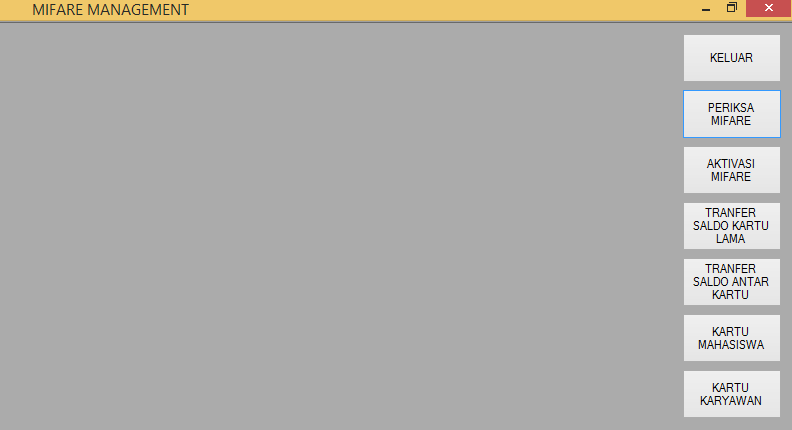 MIFARE MANAGEMENT
KELUAR
PERIKSA
MIFARE
AKTIVASI
MIFARE
TRANFER
SALDO KARTU
LAMA
TRANFER
SALDO ANTAR
KARTU
KARTU
MAHASISWA
KARTU
KARYAWAN